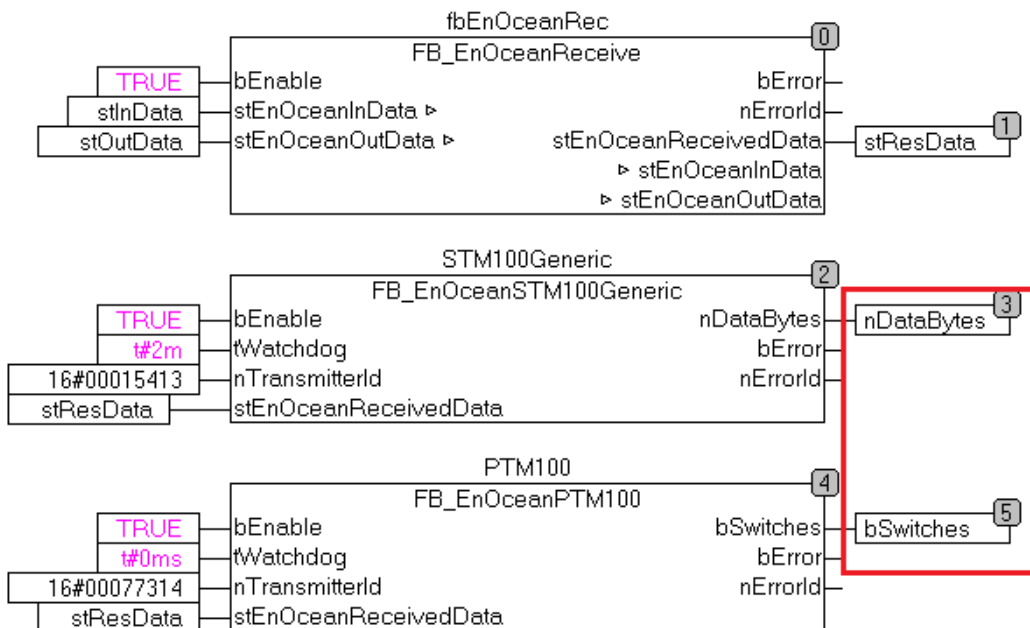 fbEnOceanRec
0
FB_EnOceanReceive
TRUE bEnable bError
stInData stEnOceanInData ▹ nErrorId
stOutData stEnOceanOutData ▹ stEnOceanReceivedData stResData 1
▹ stEnOceanInData
▹ stEnOceanOutData
STM100Generic
2
FB_EnOceanSTM100Generic
TRUE bEnable nDataBytes nDataBytes 3
t#2m tWatchdog bError
16#00015413 nTransmitterId nErrorId
stResData stEnOceanReceivedData
PTM100
4
FB_EnOceanPTM100
TRUE bEnable bSwitches bSwitches 5
t#0ms tWatchdog bError
16#00077314 nTransmitterId nErrorId
stResData stEnOceanReceivedData